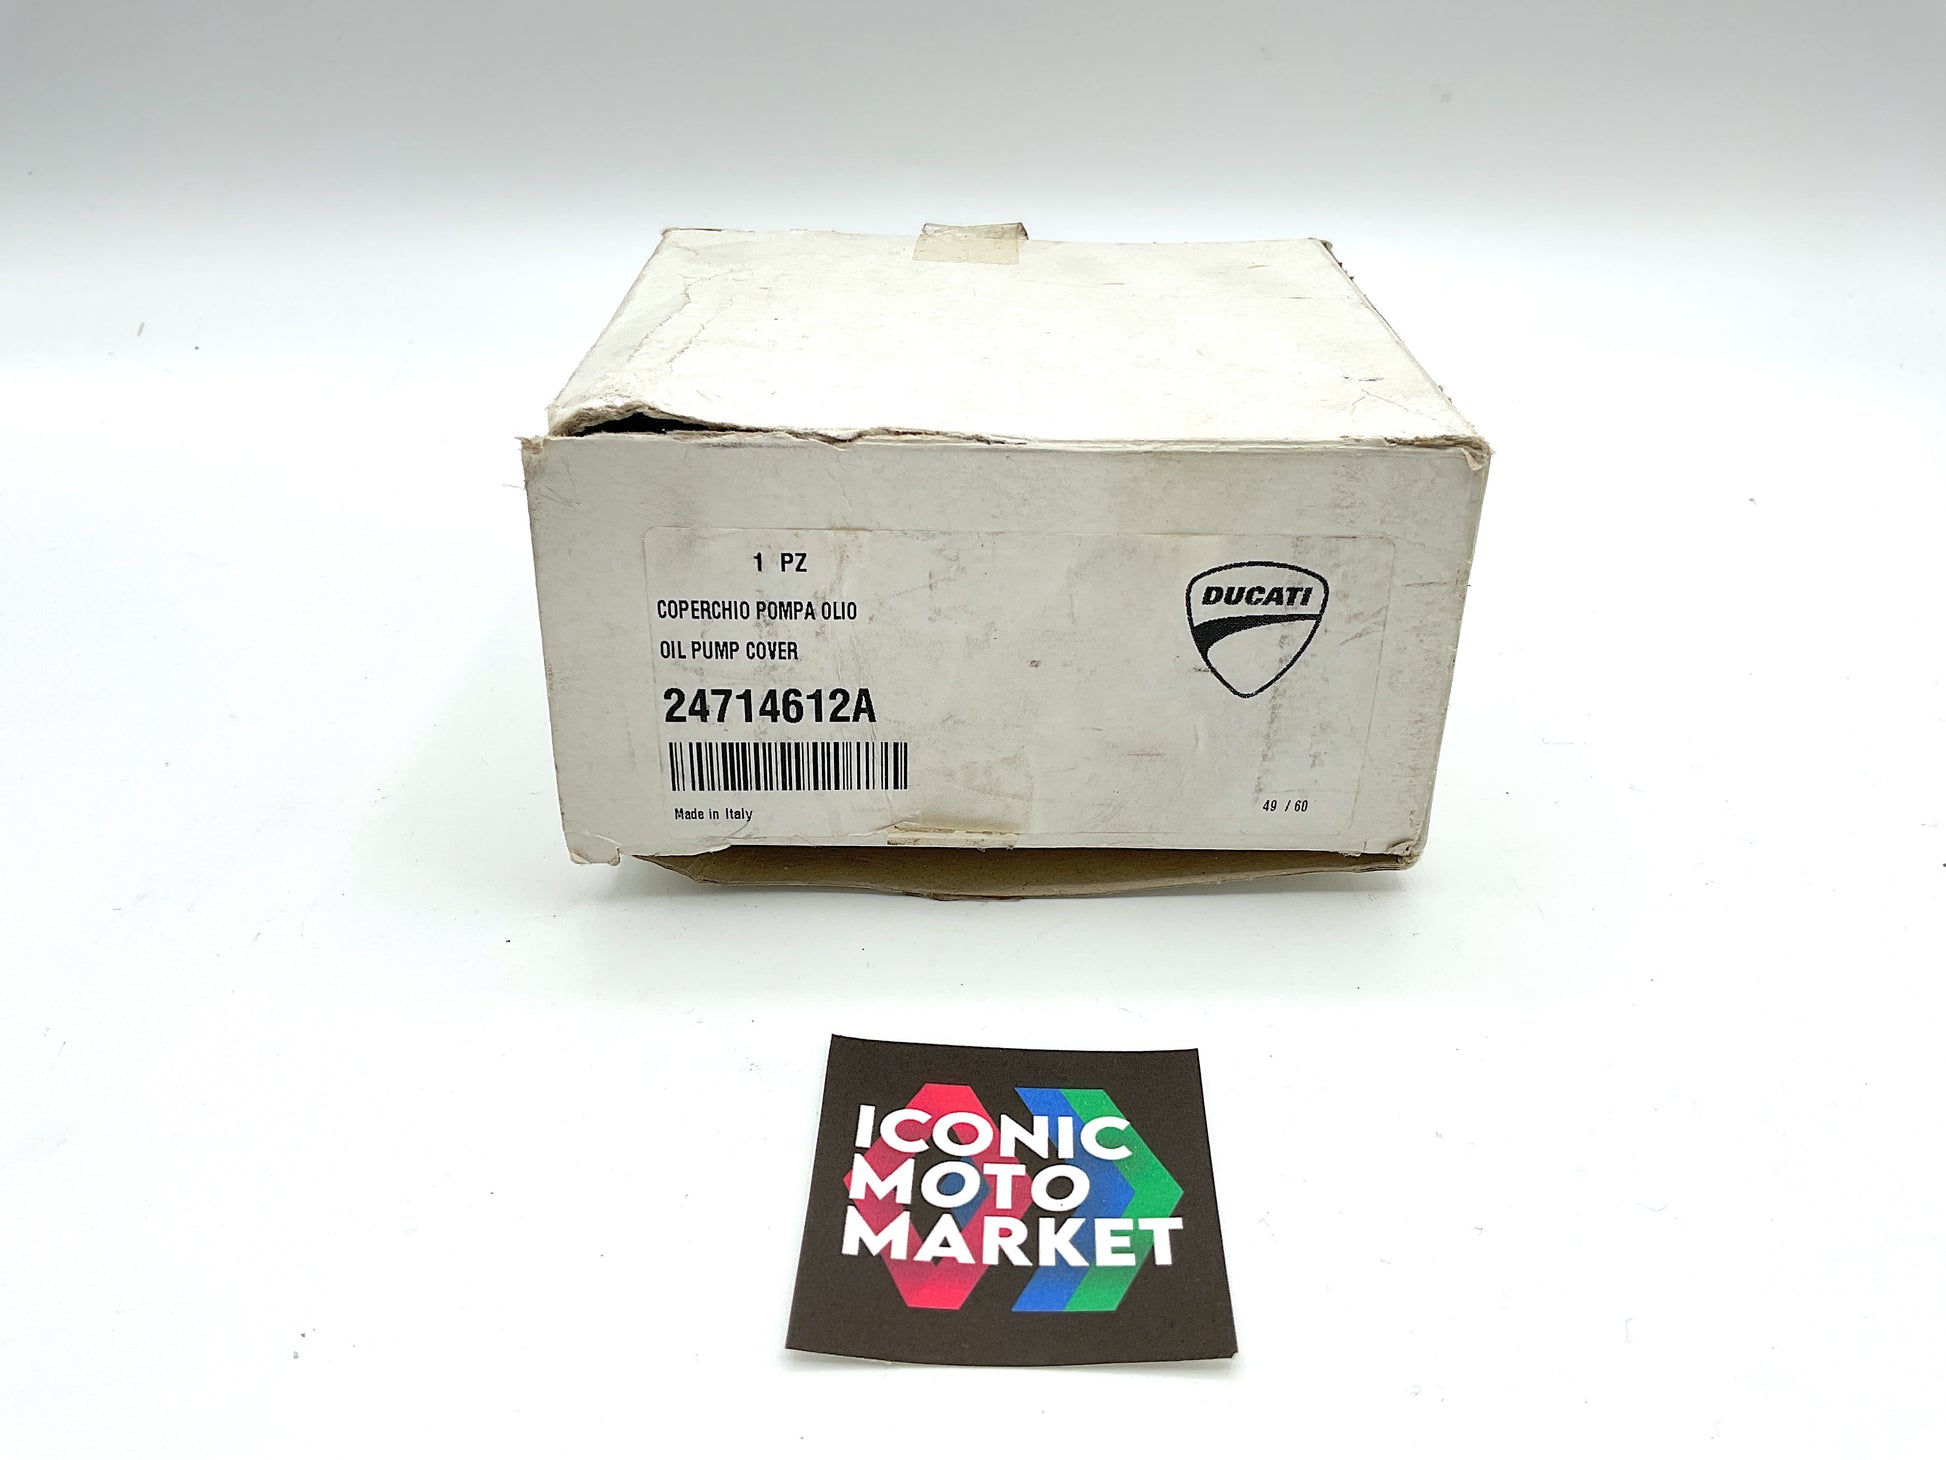 1 PZ
COPERCHIO POMPA OLIO
OIL PUMP COVER
24714612A
Made in Italy
DUCATI
49 / 60
ICONIC
MOTO
MARKET